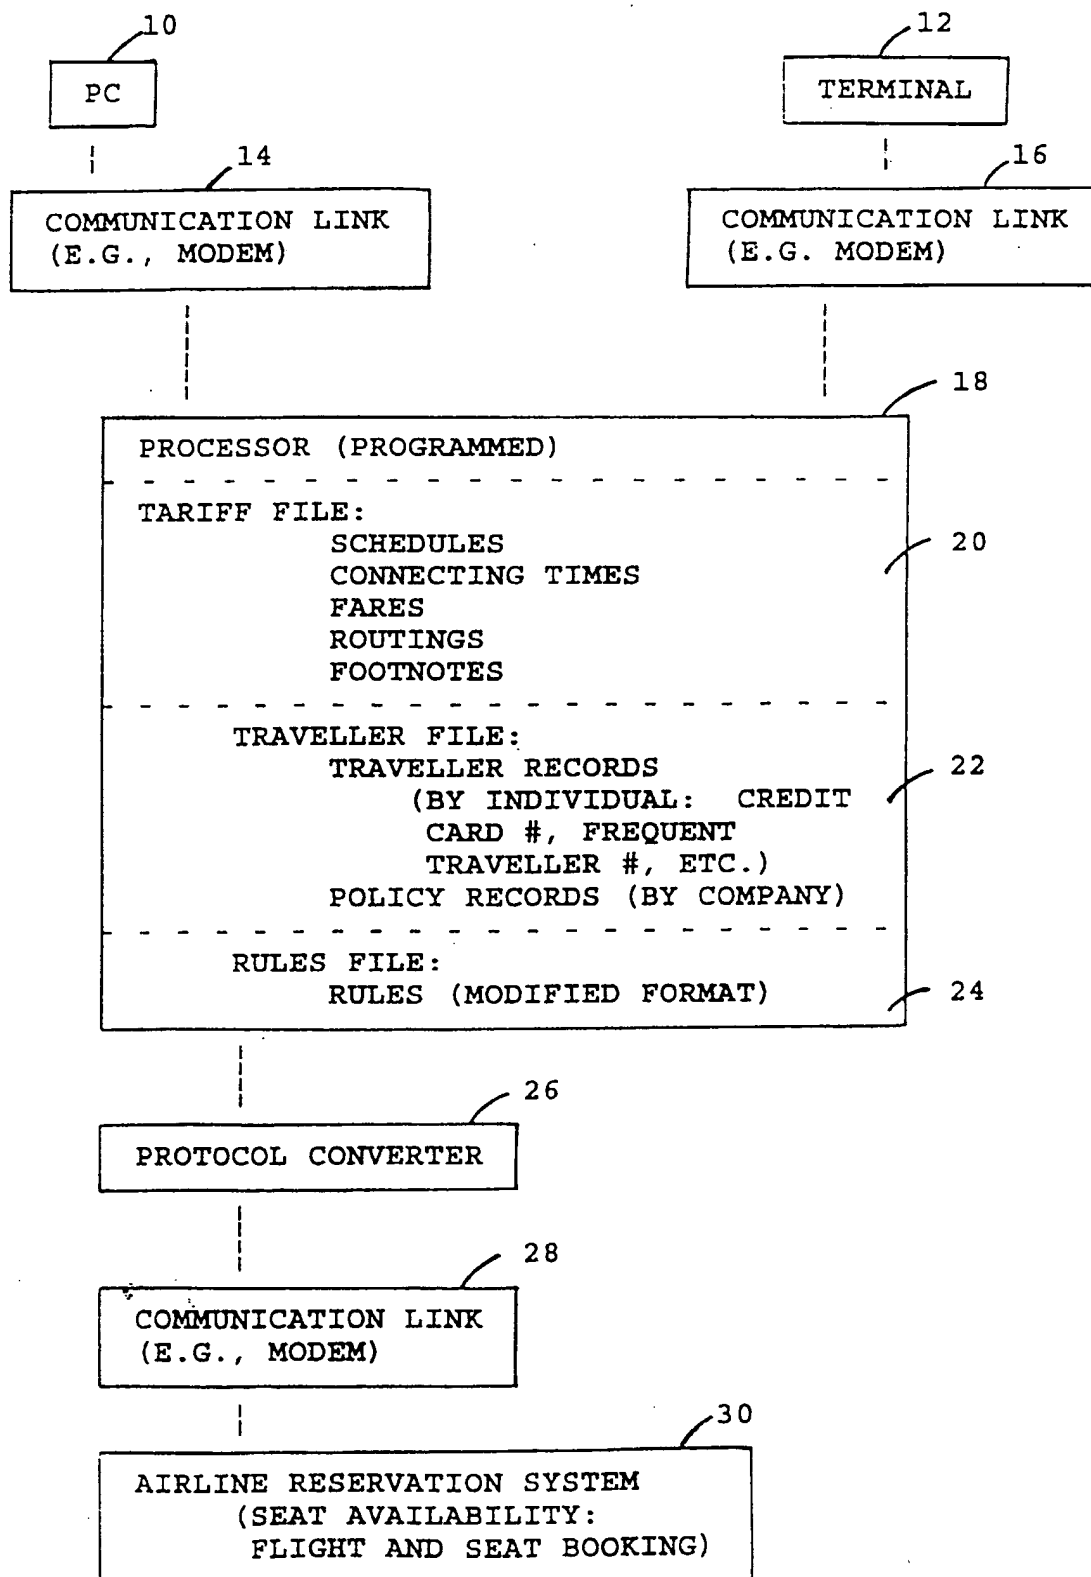 10
12
PC
TERMINAL
14
16
COMMUNICATION LINK
(E.G., MODEM)
COMMUNICATION LINK
(E.G. MODEM)
18
PROCESSOR (PROGRAMMED)
TARIFF FILE:
SCHEDULES
20
CONNECTING TIMES
FARES
ROUTINGS
FOOTNOTES
TRAVELLER FILE:
TRAVELLER RECORDS
22
(BY INDIVIDUAL: CREDIT
CARD #, FREQUENT
TRAVELLER #, ETC.)
POLICY RECORDS (BY COMPANY)
RULES FILE:
RULES (MODIFIED FORMAT)
24
26
PROTOCOL CONVERTER
28
COMMUNICATION LINK
(E.G., MODEM)
30
AIRLINE RESERVATION SYSTEM
(SEAT AVAILABILITY:
FLIGHT AND SEAT BOOKING)